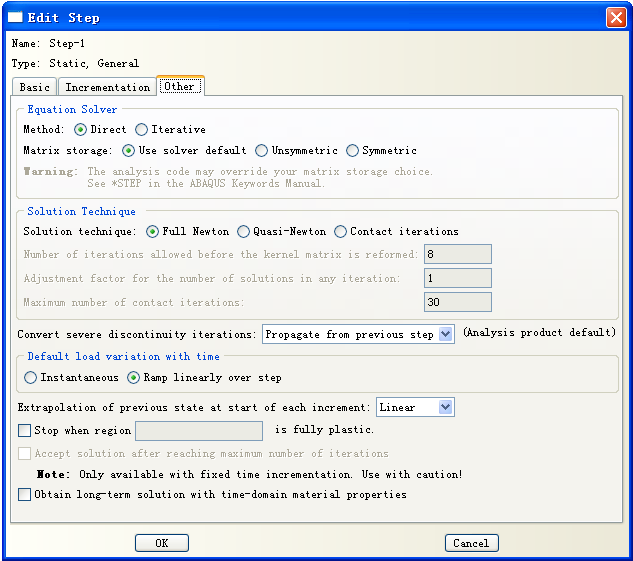 Edit Step
Name: Step-1
Type: Static, General
Basic Incrementation Other
Equation Solver
Method: Direct Iterative
Matrix storage: Use solver default Unsymmetric Symmetric
Warning: The analysis code may override your matrix storage choice.
See *STEP in the ABAQUS Keywords Manual.
Solution Technique
Solution technique: Full Newton Quasi-Newton Contact iterations
Number of iterations allowed before the kernel matrix is reformed: 8
Adjustment factor for the number of solutions in any iteration: 1
Maximum number of contact iterations: 30
Convert severe discontinuity iterations: Propagate from previous step (Analysis product default)
Default load variation with time
Instantaneous Ramp linearly over step
Extrapolation of previous state at start of each increment: Linear
Stop when region is fully plastic.
Accept solution after reaching maximum number of iterations
Note: Only available with fixed time incrementation. Use with caution!
Obtain long-term solution with time-domain material properties
OK Cancel